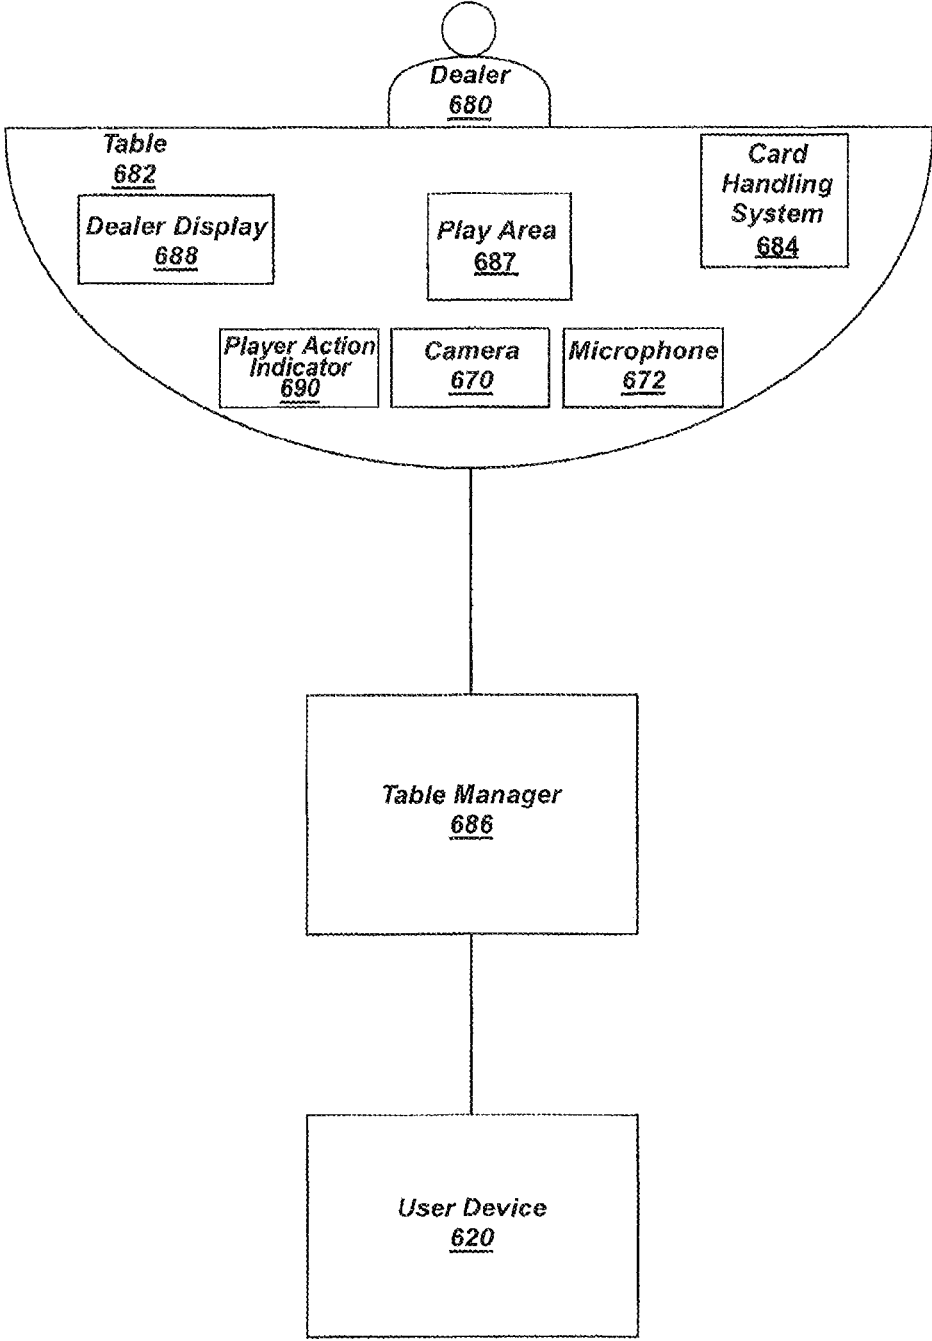 Dealer
680
Table
682
Card
Handling
System
684
Dealer Display
688
Play Area
687
Player Action
Indicator
690
Camera
670
Microphone
672
Table Manager
686
User Device
620